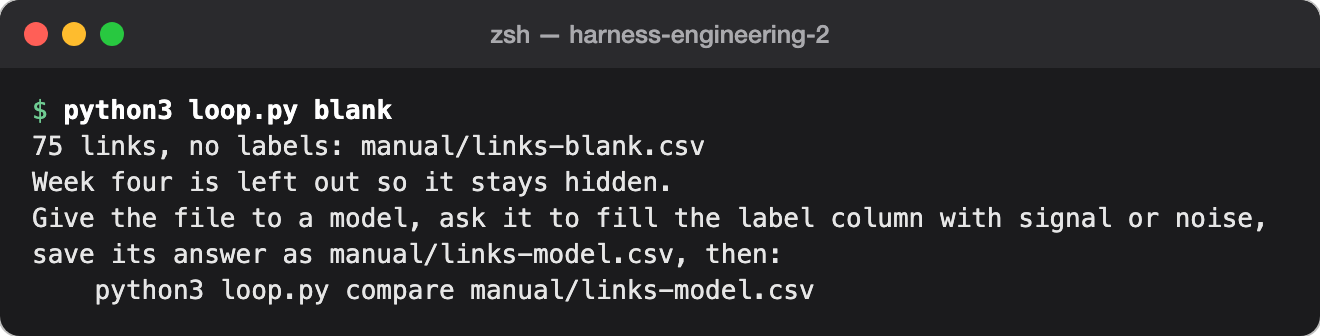 zsh — harness-engineering-2
$ python3 loop.py blank
75 links, no labels: manual/links-blank.csv
Week four is left out so it stays hidden.
Give the file to a model, ask it to fill the label column with signal or noise,
save its answer as manual/links-model.csv, then:
    python3 loop.py compare manual/links-model.csv